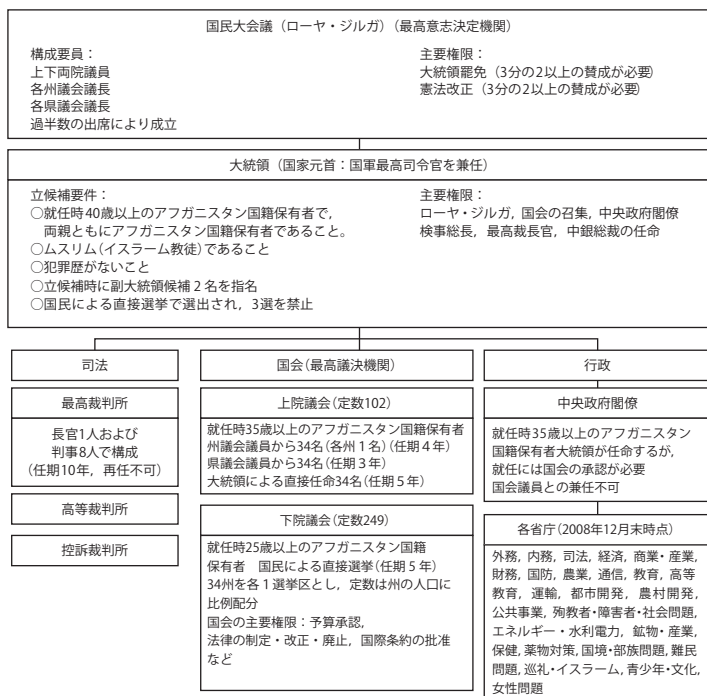 国民大会議（ローヤ・ジルガ）（最高意志決定機関）
構成要員：
上下両院議員
各州議会議長
各県議会議長
過半数の出席により成立
主要権限：
大統領罷免（3分の2以上の賛成が必要）
憲法改正（3分の2以上の賛成が必要）
大統領（国家元首：国軍最高司令官を兼任）
立候補要件：
○就任時40歳以上のアフガニスタン国籍保有者で，
両親ともにアフガニスタン国籍保有者であること。
○ムスリム（イスラーム教徒）であること
○犯罪歴がないこと
○立候補時に副大統領候補２名を指名
○国民による直接選挙で選出され，3選を禁止
主要権限：
ローヤ・ジルガ，国会の召集，中央政府閣僚
検事総長，最高裁長官，中銀総裁の任命
司法
最高裁判所
長官1人および
判事8人で構成
（任期10年，再任不可）
高等裁判所
控訴裁判所
国会（最高議決機関）
上院議会（定数102）
就任時35歳以上のアフガニスタン国籍保有者
州議会議員から34名（各州１名）（任期４年）
県議会議員から34名（任期３年）
大統領による直接任命34名（任期５年）
下院議会（定数249）
就任時25歳以上のアフガニスタン国籍
保有者　国民による直接選挙（任期５年）
34州を各１選挙区とし，定数は州の人口に
比例配分
国会の主要権限：予算承認，
法律の制定・改正・廃止，国際条約の批准
など
行政
中央政府閣僚
就任時35歳以上のアフガニスタン
国籍保有者大統領が任命するが，
就任には国会の承認が必要
国会議員との兼任不可
各省庁（2008年12月末時点）
外務，内務，司法，経済，商業・産業，
財務，国防，農業，通信，教育，高等
教育，運輸，都市開発，農村開発，
公共事業，殉教者・障害者・社会問題，
エネルギー・水利電力，鉱物・産業，
保健，薬物対策，国境・部族問題，難民
問題，巡礼・イスラーム，青少年・文化，
女性問題